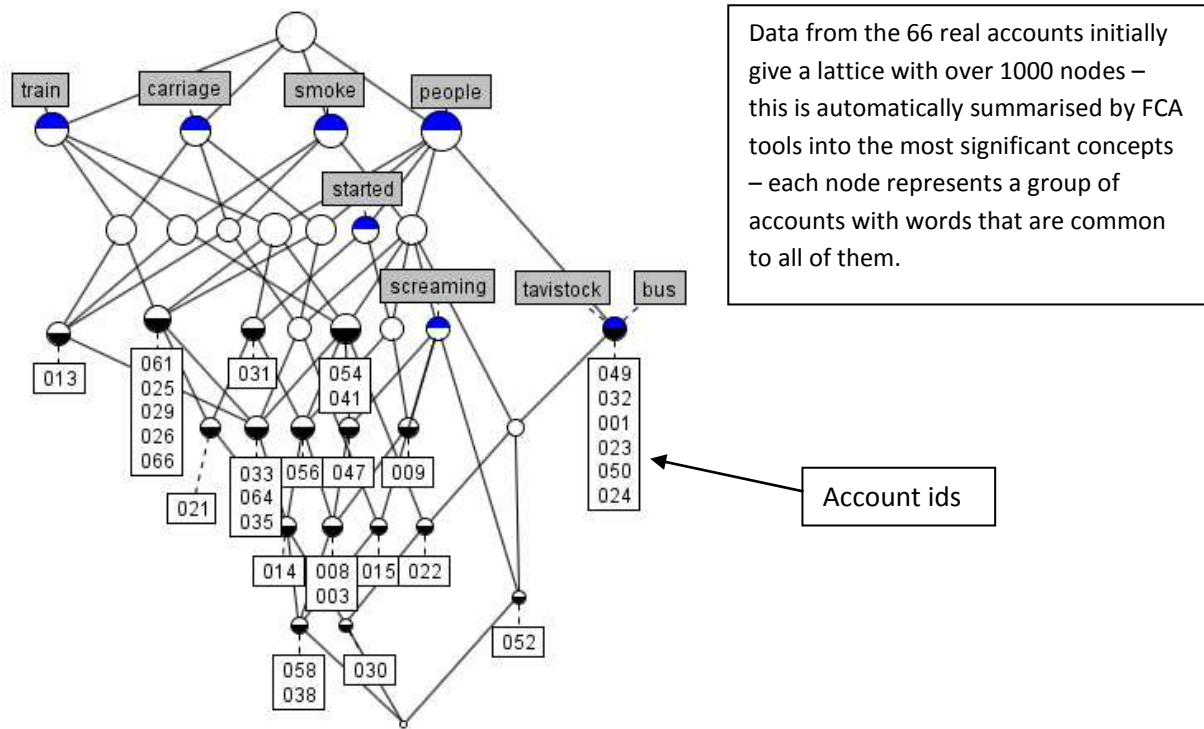 Data from the 66 real accounts initially
give a lattice with over 1000 nodes –
this is automatically summarised by FCA
tools into the most significant concepts
– each node represents a group of
accounts with words that are common
to all of them.
train
carriage
smoke
people
started
screaming
tavistock
bus
013
061
025
029
026
066
031
054
041
049
032
001
023
050
024
021
033
064
035
056
047
009
Account ids
014
008
003
015
022
058
038
030
052